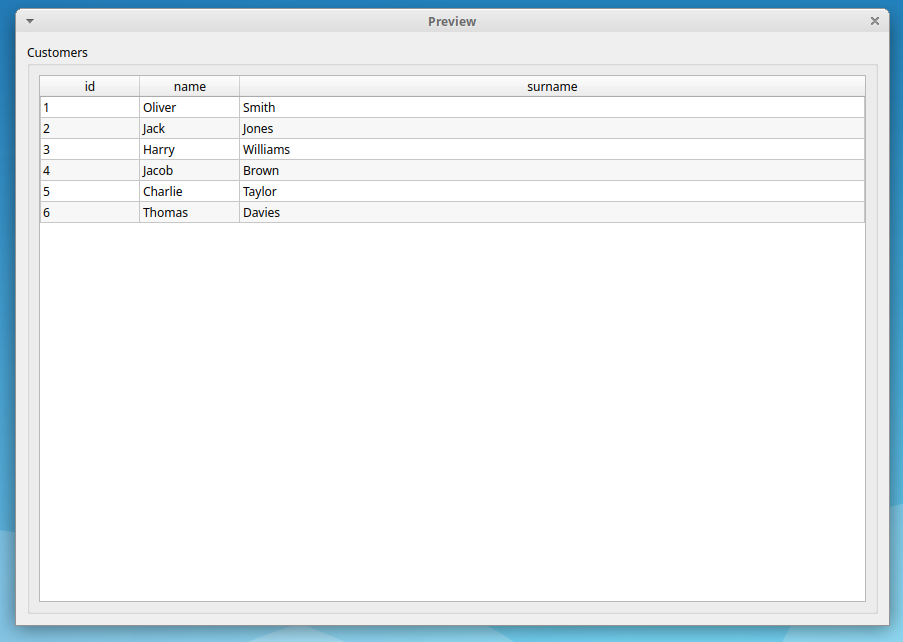 Preview
Customers
id name surname
1 Oliver Smith
2 Jack Jones
3 Harry Williams
4 Jacob Brown
5 Charlie Taylor
6 Thomas Davies